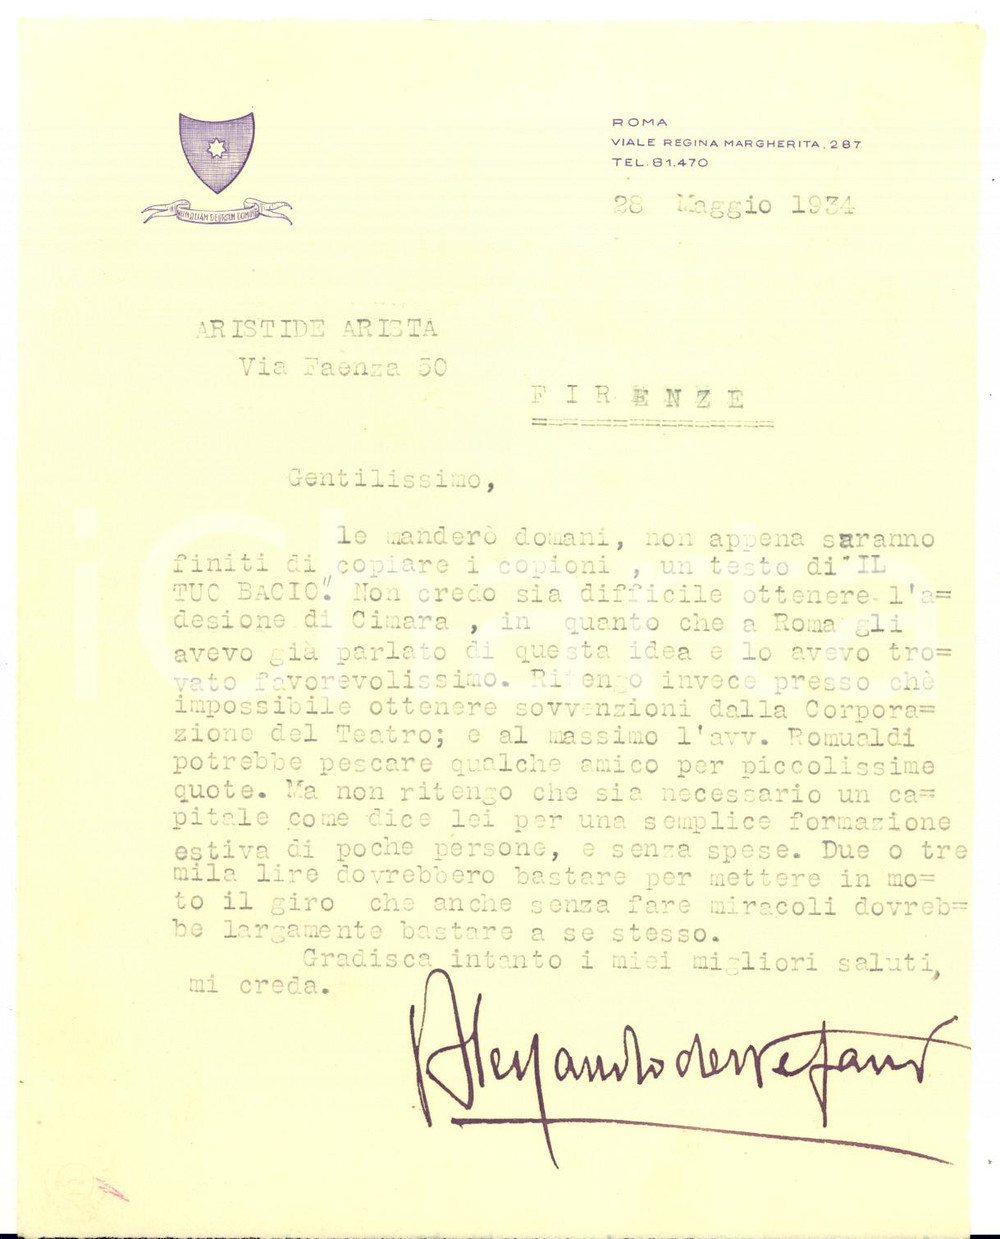 ROMA
VIALE REGINA MARGHERITA, 287
TEL. 81.470
28 Maggio 1934
ARISTIDE ARISTA
Via Faenza 50
FIRENZE
Gentilissimo,
le manderò domani, non appena saranno
finiti di copiare i copioni , un testo di "IL
TUO BACIO". Non credo sia difficile ottenere l'a=
desione di Cimara , in quanto che a Roma gli
avevo già parlato di questa idea e lo avevo tro=
vato favorevolissimo. Ritengo invece presso chè
impossibile ottenere sovvenzioni dalla Corpora=
zione del Teatro; e al massimo l'avv. Romualdi
potrebbe pescare qualche amico per piccolissime
quote. Ma non ritengo che sia necessario un ca=
pitale come dice lei per una semplice formazione
estiva di poche persone, e senza spese. Due o tre
mila lire dovrebbero bastare per mettere in mo=
to il giro che anche senza fare miracoli dovreb=
be largamente bastare a se stesso.
Gradisca intanto i miei migliori saluti,
mi creda.
Alessandro de Stefani